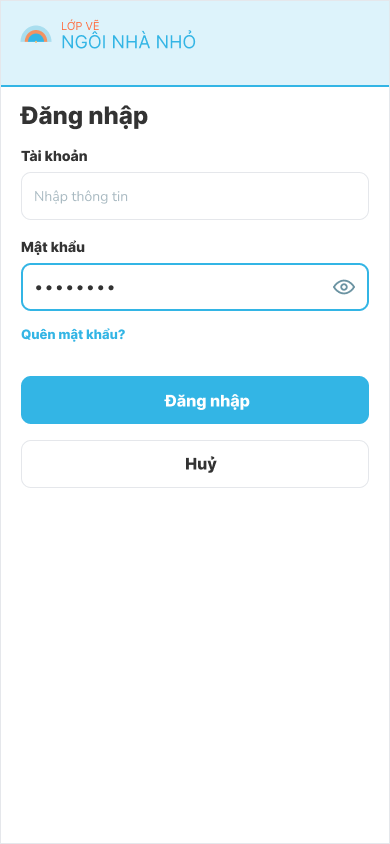 LỚP VẼ
NGÔI NHÀ NHỎ
Đăng nhập
Tài khoản
Nhập thông tin
Mật khẩu
••••••••
Quên mật khẩu?
Đăng nhập
Huỷ